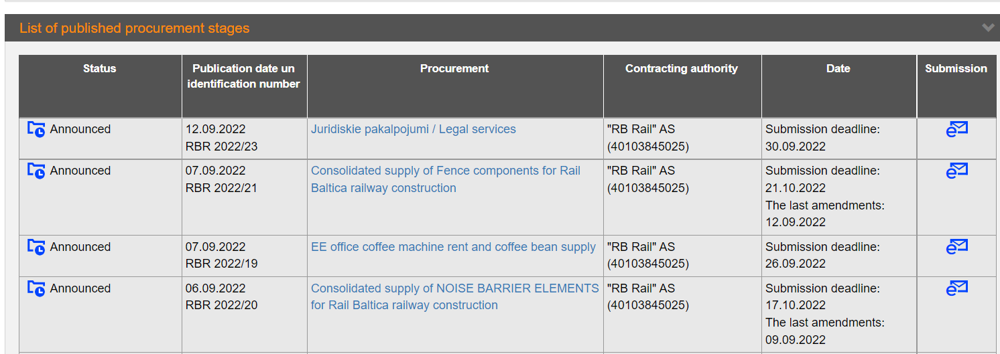 List of published procurement stages
Status
Publication date un
identification number
Procurement
Contracting authority
Date
Submission
Announced
12.09.2022
RBR 2022/23
Juridiskie pakalpojumi / Legal services
"RB Rail" AS
(40103845025)
Submission deadline:
30.09.2022
Announced
07.09.2022
RBR 2022/21
Consolidated supply of Fence components for Rail
Baltica railway construction
"RB Rail" AS
(40103845025)
Submission deadline:
21.10.2022
The last amendments:
12.09.2022
Announced
07.09.2022
RBR 2022/19
EE office coffee machine rent and coffee bean supply
"RB Rail" AS
(40103845025)
Submission deadline:
26.09.2022
Announced
06.09.2022
RBR 2022/20
Consolidated supply of NOISE BARRIER ELEMENTS
for Rail Baltica railway construction
"RB Rail" AS
(40103845025)
Submission deadline:
17.10.2022
The last amendments:
09.09.2022